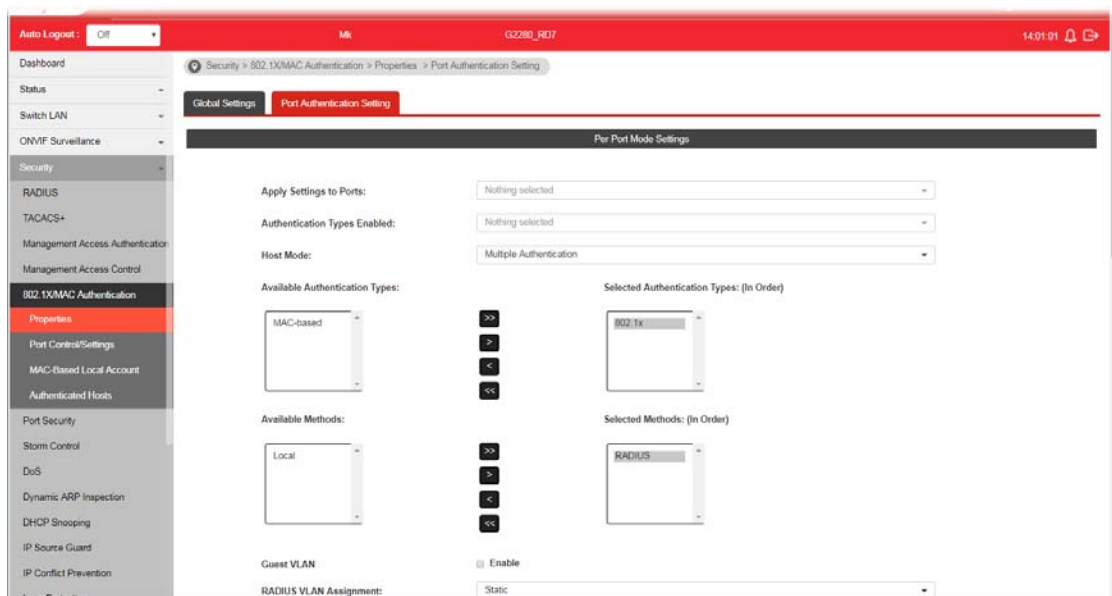 Auto Logout : Off Mk G2280_RD7 14:01:01
Dashboard
Status
Switch LAN
ONVIF Surveillance
Security
RADIUS
TACACS+
Management Access Authentication
Management Access Control
802.1X/MAC Authentication
Properties
Port Control/Settings
MAC-Based Local Account
Authenticated Hosts
Port Security
Storm Control
DoS
Dynamic ARP Inspection
DHCP Snooping
IP Source Guard
IP Conflict Prevention
Security > 802.1X/MAC Authentication > Properties > Port Authentication Setting
Global Settings Port Authentication Setting
Per Port Mode Settings
Apply Settings to Ports: Nothing selected
Authentication Types Enabled: Nothing selected
Host Mode: Multiple Authentication
Available Authentication Types: Selected Authentication Types: (In Order)
MAC-based >> 802.1x
>
<
<<
Available Methods: Selected Methods: (In Order)
Local >> RADIUS
>
<
<<
Guest VLAN Enable
RADIUS VLAN Assignment: Static